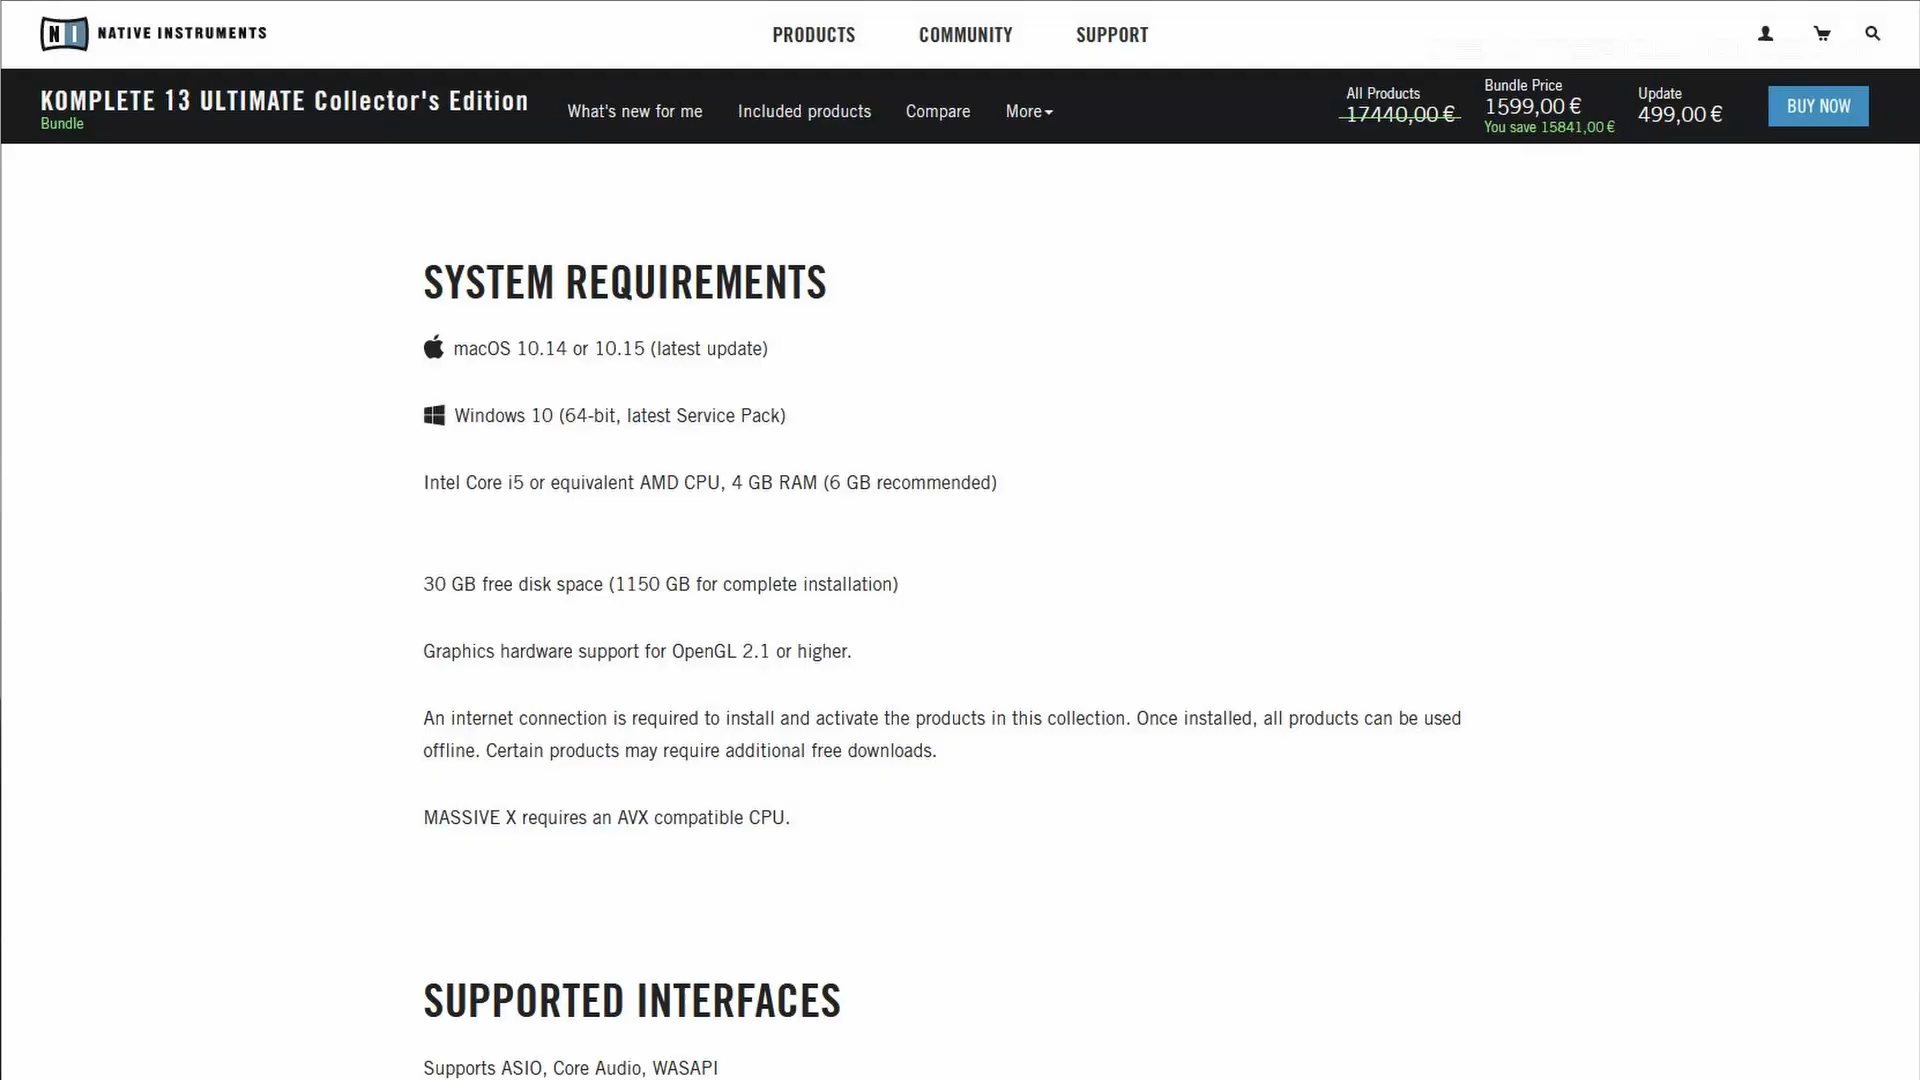 NI NATIVE INSTRUMENTS
PRODUCTS COMMUNITY SUPPORT
KOMPLETE 13 ULTIMATE Collector's Edition
Bundle
What's new for me Included products Compare More
All Products
17440,00 €
Bundle Price
1599,00 €
You save 15841,00 €
Update
499,00 €
BUY NOW
SYSTEM REQUIREMENTS
macOS 10.14 or 10.15 (latest update)
Windows 10 (64-bit, latest Service Pack)
Intel Core i5 or equivalent AMD CPU, 4 GB RAM (6 GB recommended)
30 GB free disk space (1150 GB for complete installation)
Graphics hardware support for OpenGL 2.1 or higher.
An internet connection is required to install and activate the products in this collection. Once installed, all products can be used
offline. Certain products may require additional free downloads.
MASSIVE X requires an AVX compatible CPU.
SUPPORTED INTERFACES
Supports ASIO, Core Audio, WASAPI